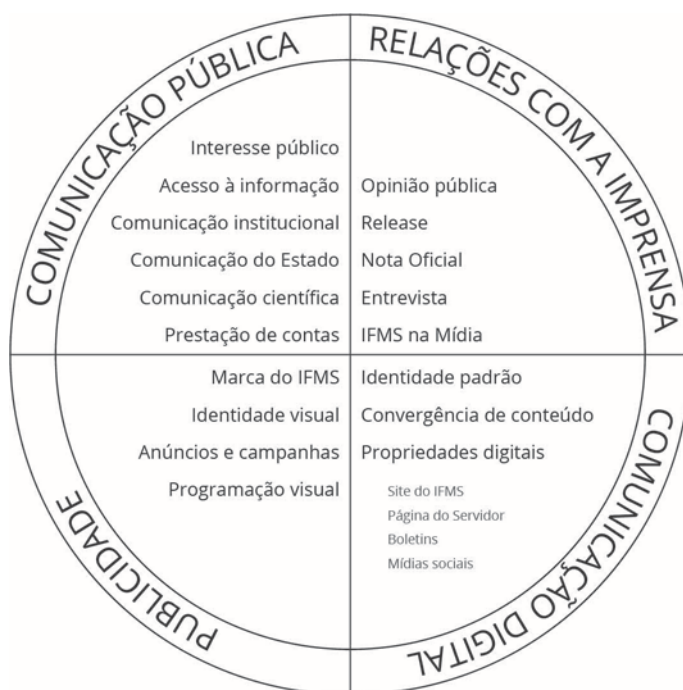 COMUNICAÇÃO PÚBLICA
Interesse público
Acesso à informação
Comunicação institucional
Comunicação do Estado
Comunicação científica
Prestação de contas
RELAÇÕES COM A IMPRENSA
Opinião pública
Release
Nota Oficial
Entrevista
IFMS na Mídia
PUBLICIDADE
Marca do IFMS
Identidade visual
Anúncios e campanhas
Programação visual
COMUNICAÇÃO DIGITAL
Identidade padrão
Convergência de conteúdo
Propriedades digitais
Site do IFMS
Página do Servidor
Boletins
Mídias sociais